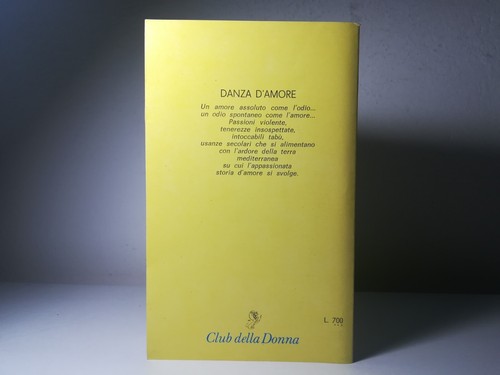 DANZA D'AMORE
Un amore assoluto come l'odio...
un odio spontaneo come l'amore...
Passioni violente,
tenerezze insospettate,
intoccabili tabù,
usanze secolari che si alimentano
con l'ardore della terra
mediterranea
su cui l'appassionata
storia d'amore si svolge.
L. 700
Club della Donna